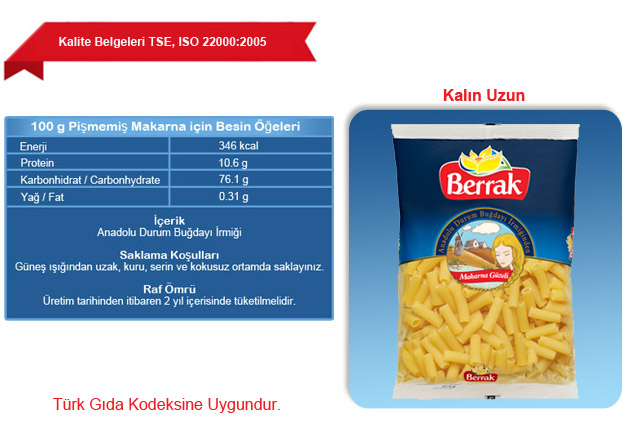 Kalite Belgeleri TSE, ISO 22000:2005
Kalın Uzun
100 g Pişmemiş Makarna için Besin Öğeleri
Enerji 346 kcal
Protein 10.6 g
Karbonhidrat / Carbonhydrate 76.1 g
Yağ / Fat 0.31 g
İçerik
Anadolu Durum Buğdayı İrmiği
Saklama Koşulları
Güneş ışığından uzak, kuru, serin ve kokusuz ortamda saklayınız.
Raf Ömrü
Üretim tarihinden itibaren 2 yıl içerisinde tüketilmelidir.
Berrak
Anadolu Durum Buğdayı İrmiğinden
Makarna Güzeli
Berrak
Türk Gıda Kodeksine Uygundur.